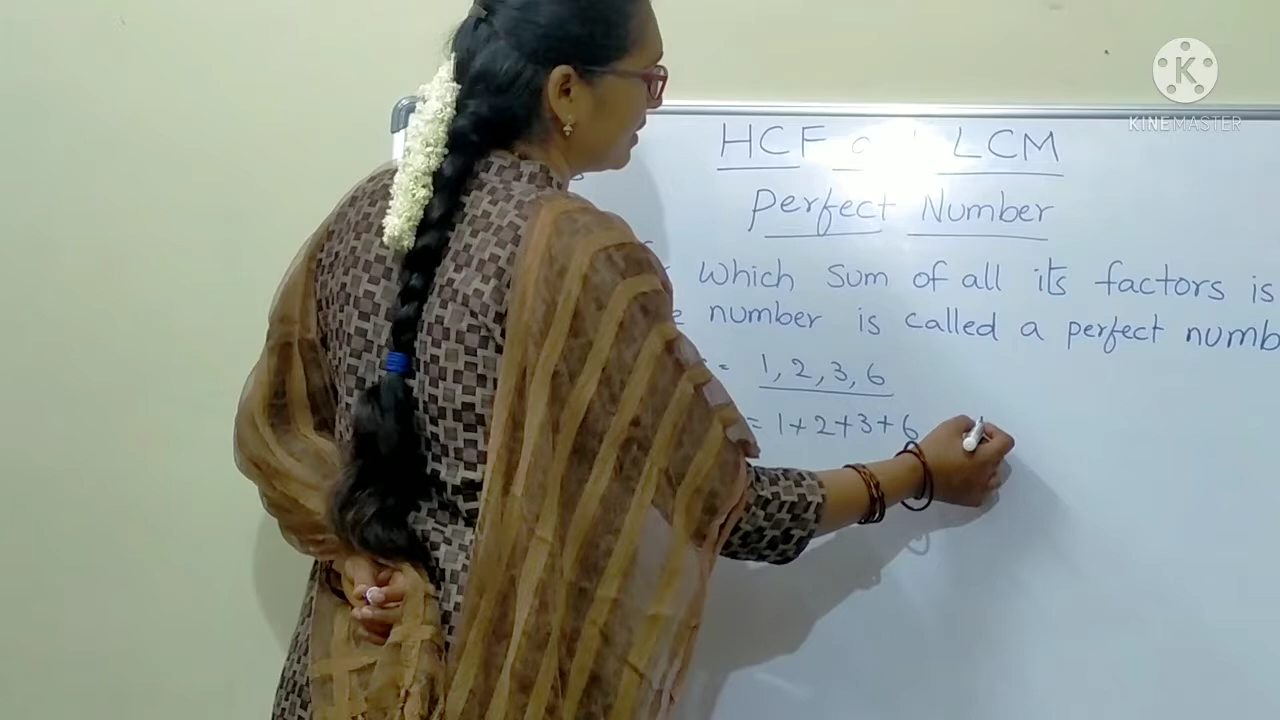 K
KINEMASTER
HCF LCM
Perfect Number
which sum of all its factors is
number is called a perfect numb
= 1, 2, 3, 6
= 1+2+3+6